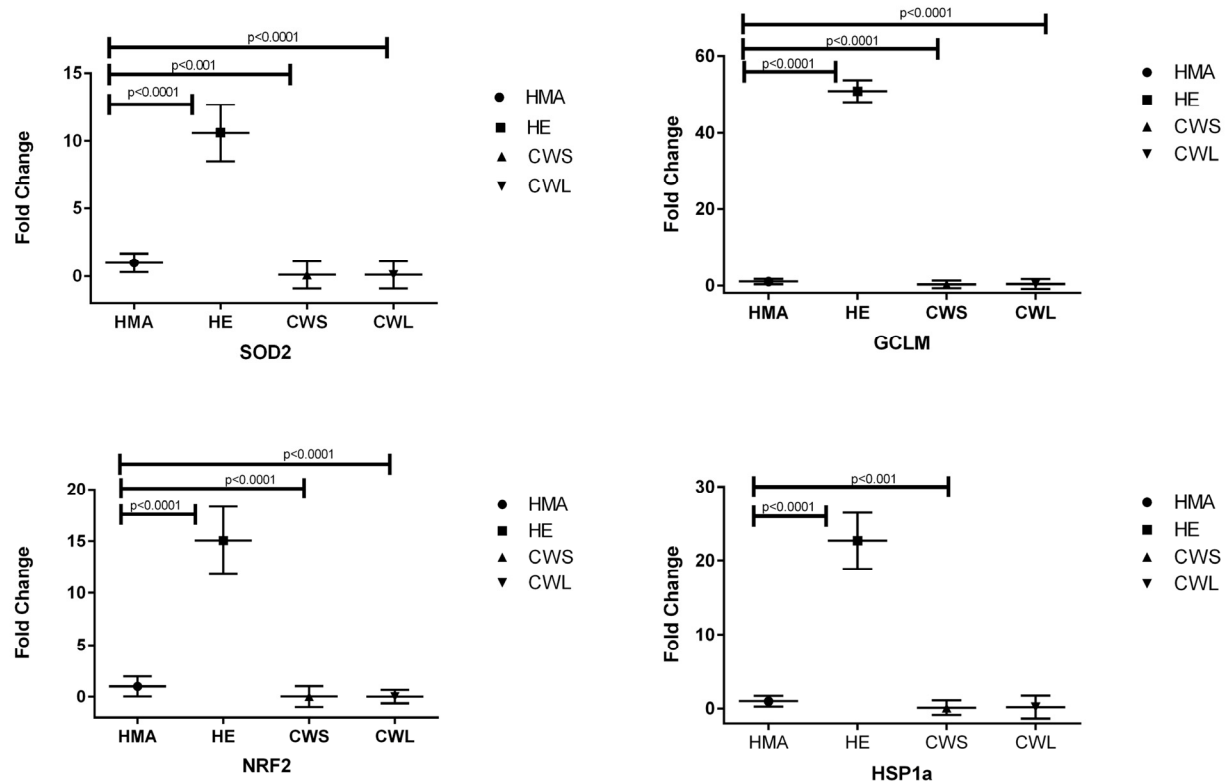 p<0.0001
p<0.001
p<0.0001
15
10
5
0
Fold Change
HMA HE CWS CWL
SOD2
HMA
HE
CWS
CWL
p<0.0001
p<0.0001
p<0.0001
60
40
20
0
Fold Change
HMA HE CWS CWL
GCLM
HMA
HE
CWS
CWL
p<0.0001
p<0.0001
p<0.0001
20
15
10
5
0
Fold Change
HMA HE CWS CWL
NRF2
HMA
HE
CWS
CWL
p<0.001
p<0.0001
30
20
10
0
Fold Change
HMA HE CWS CWL
HSP1a
HMA
HE
CWS
CWL